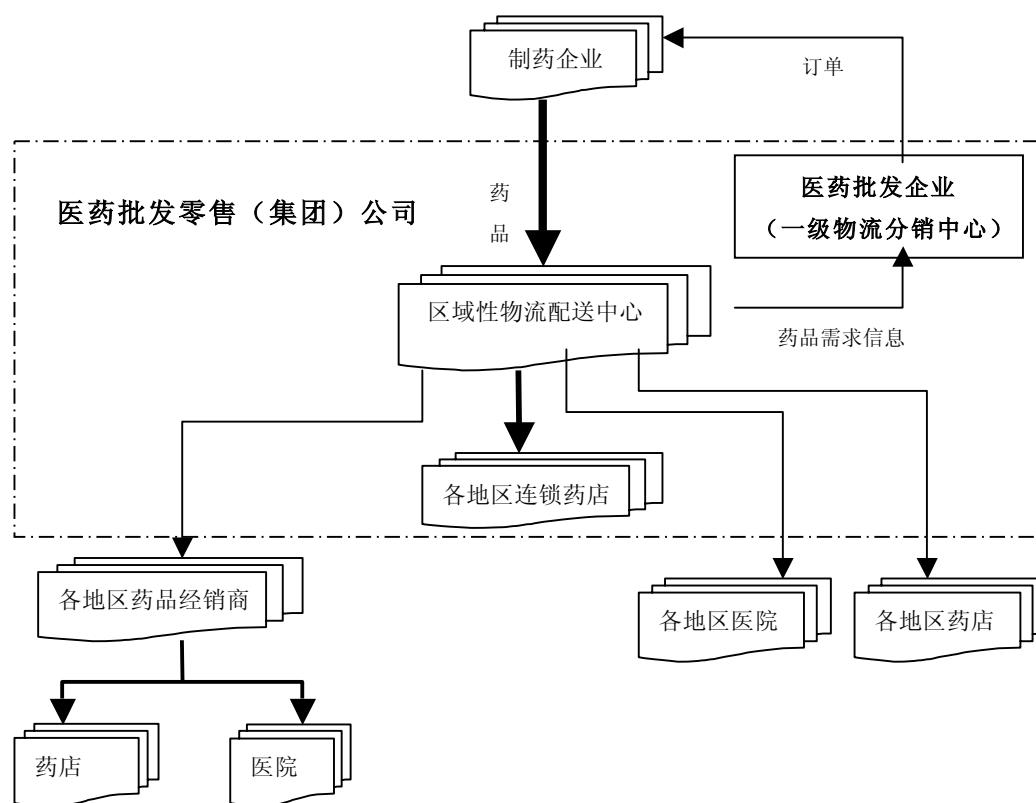 制药企业
订单
药
品
医药批发零售（集团）公司
医药批发企业
（一级物流分销中心）
区域性物流配送中心
药品需求信息
各地区连锁药店
各地区药品经销商
各地区医院
各地区药店
药店
医院